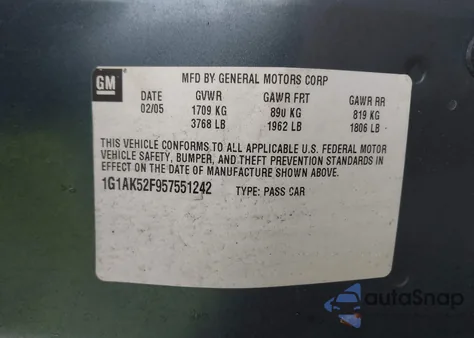 GM
MFD BY GENERAL MOTORS CORP
DATE GVWR GAWR FRT GAWR RR
02/05 1709 KG 890 KG 819 KG
3768 LB 1962 LB 1806 LB
THIS VEHICLE CONFORMS TO ALL APPLICABLE U.S. FEDERAL MOTOR
VEHICLE SAFETY, BUMPER, AND THEFT PREVENTION STANDARDS IN
EFFECT ON THE DATE OF MANUFACTURE SHOWN ABOVE.
1G1AK52F957551242 TYPE: PASS CAR
autoSnap